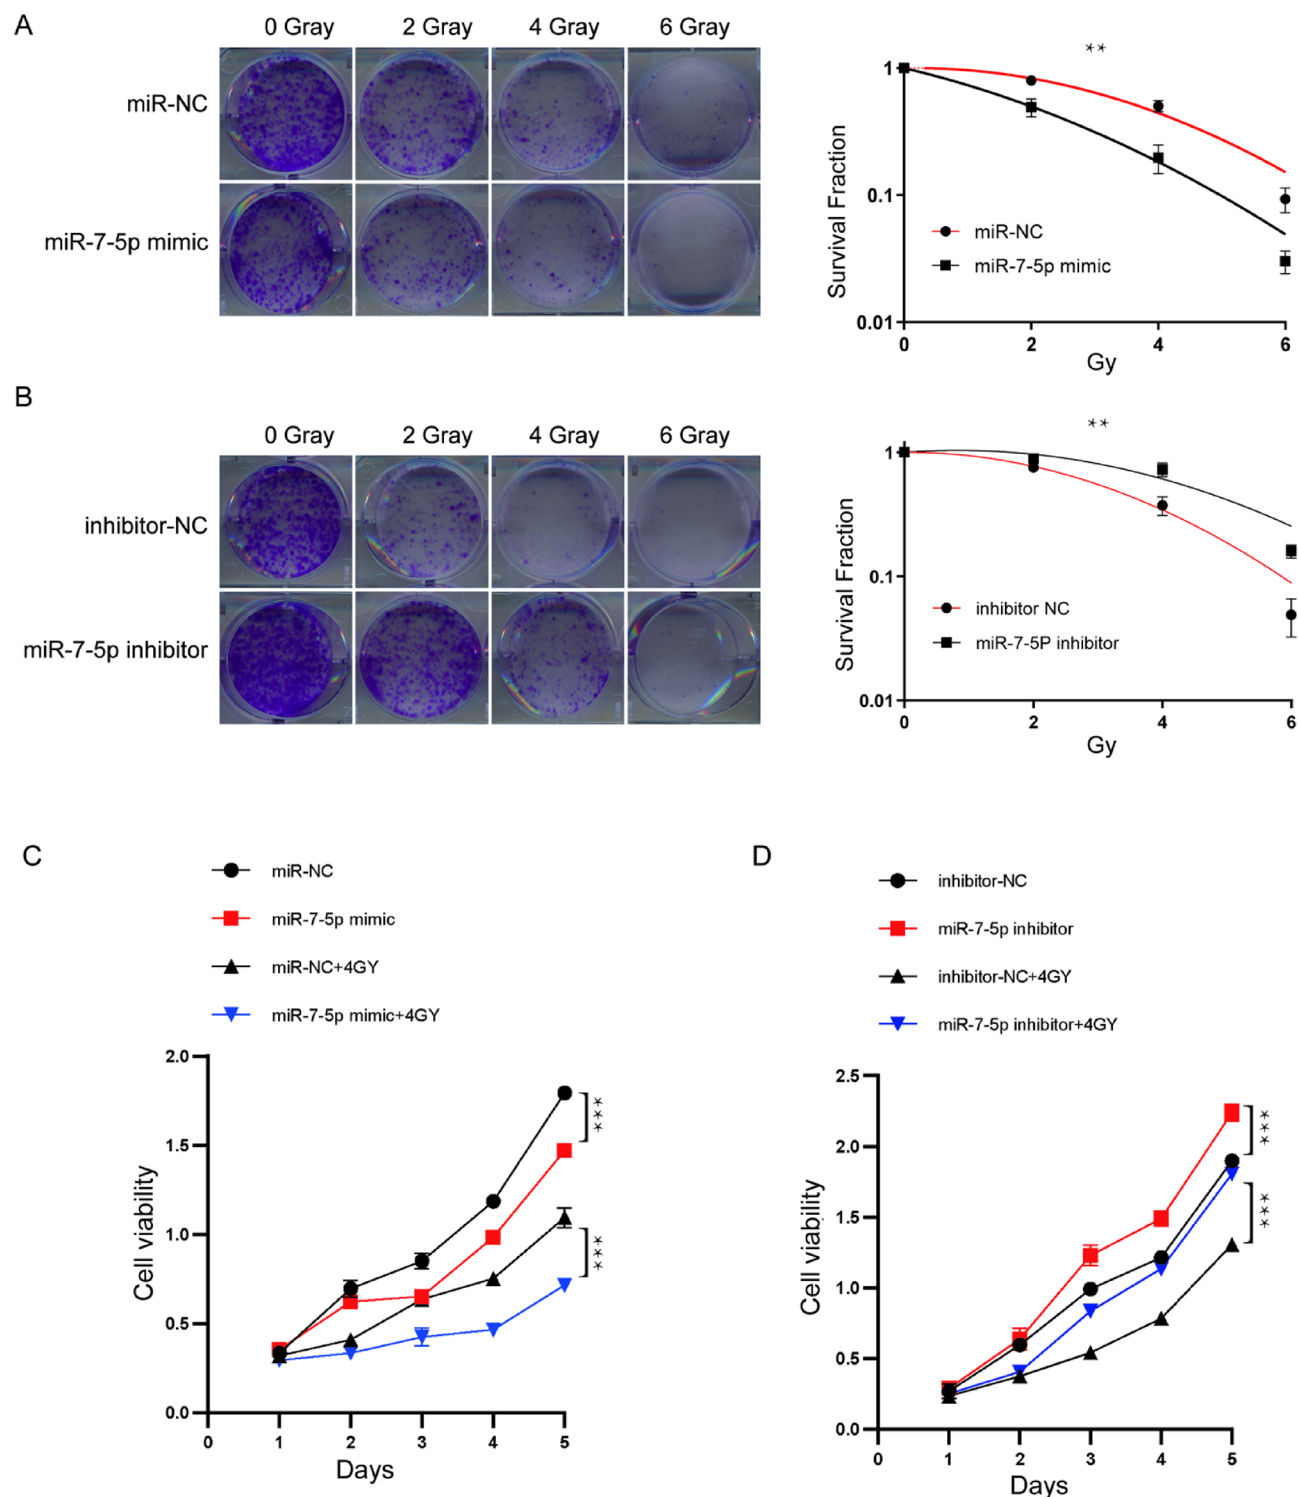 A
0 Gray 2 Gray 4 Gray 6 Gray
miR-NC
miR-7-5p mimic
**
Survival Fraction
1
0.1
0.01
miR-NC
miR-7-5p mimic
0 2 4 6
Gy
B
0 Gray 2 Gray 4 Gray 6 Gray
inhibitor-NC
miR-7-5p inhibitor
**
Survival Fraction
1
0.1
0.01
inhibitor NC
miR-7-5P inhibitor
0 2 4 6
Gy
C
miR-NC
miR-7-5p mimic
miR-NC+4GY
miR-7-5p mimic+4GY
Cell viability
2.0
1.5
1.0
0.5
0.0
***
***
0 1 2 3 4 5
Days
D
inhibitor-NC
miR-7-5p inhibitor
inhibitor-NC+4GY
miR-7-5p inhibitor+4GY
Cell viability
2.5
2.0
1.5
1.0
0.5
0.0
***
***
0 1 2 3 4 5
Days